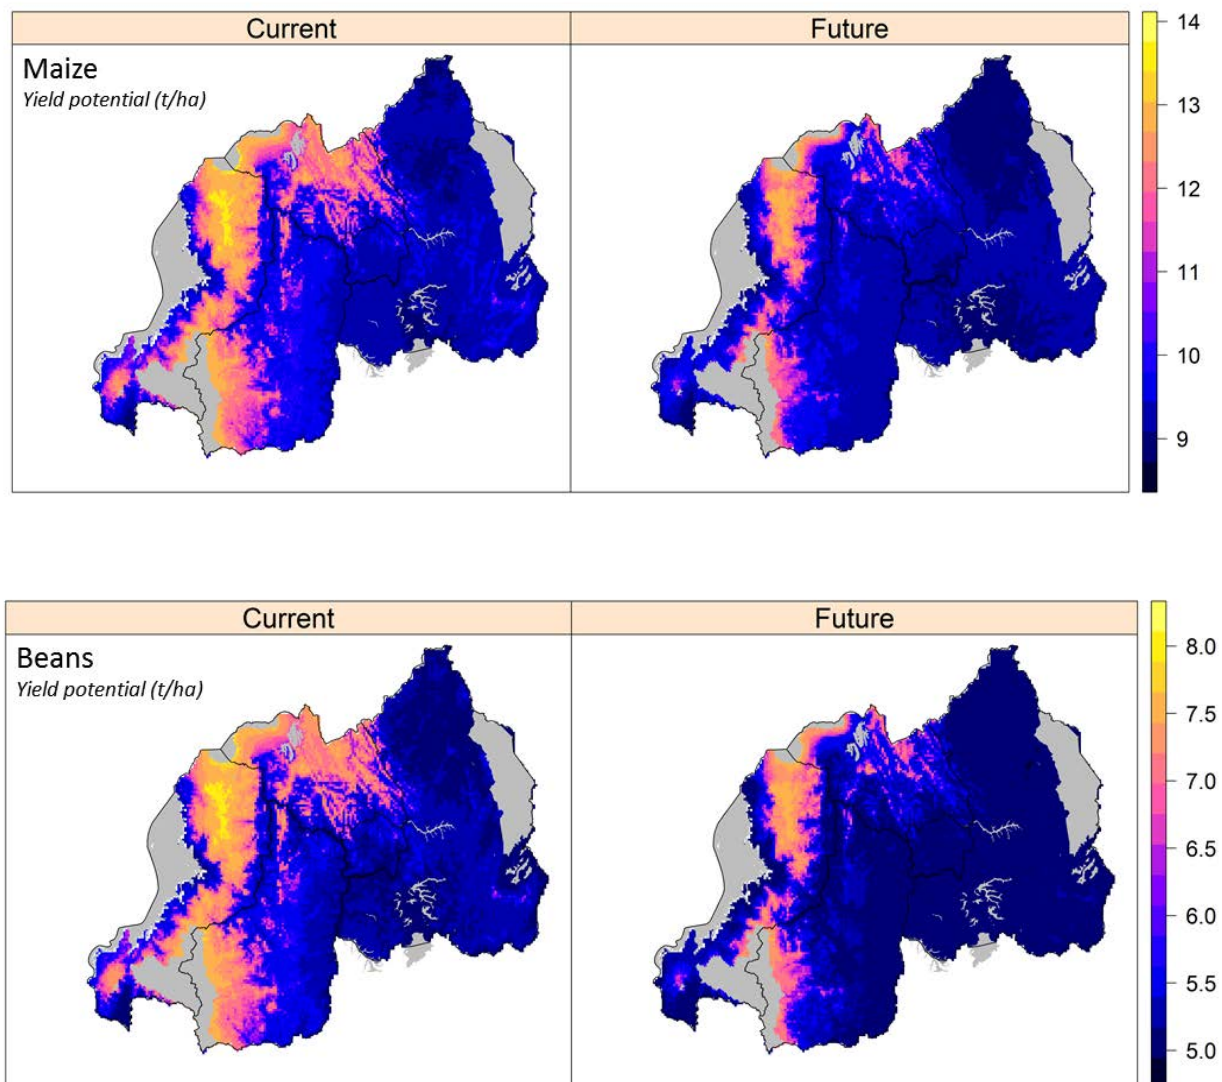 Current
Future
Maize
Yield potential (t/ha)
14
13
12
11
10
9
Current
Future
Beans
Yield potential (t/ha)
8.0
7.5
7.0
6.5
6.0
5.5
5.0